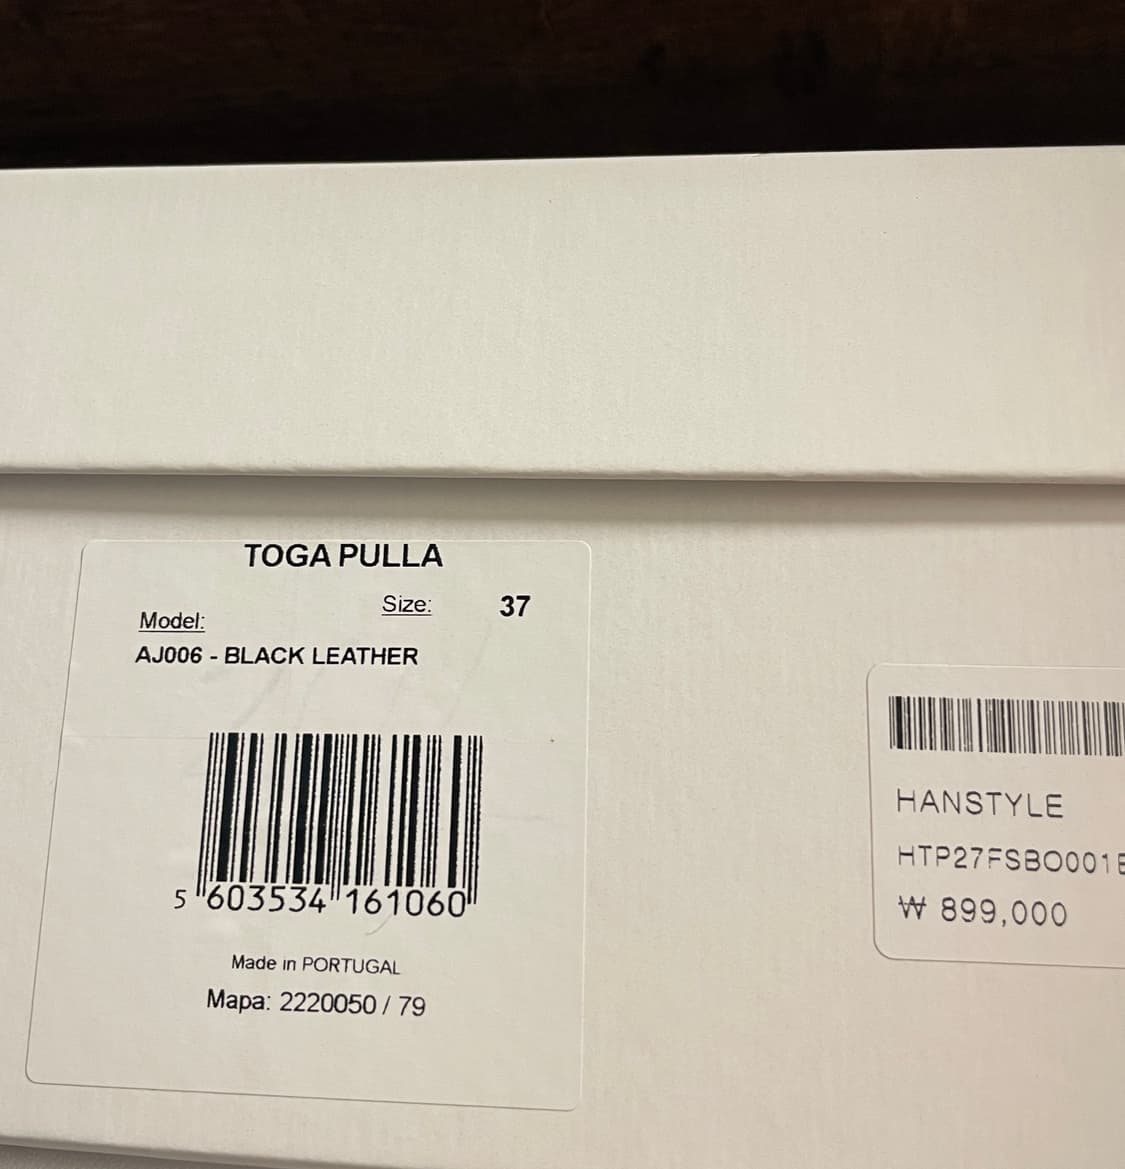 TOGA PULLA
Size: 37
Model:
AJ006 - BLACK LEATHER
5 603534 161060
Made in PORTUGAL
Mapa: 2220050 / 79
HANSTYLE
HTP27FSBO001
₩ 899,000